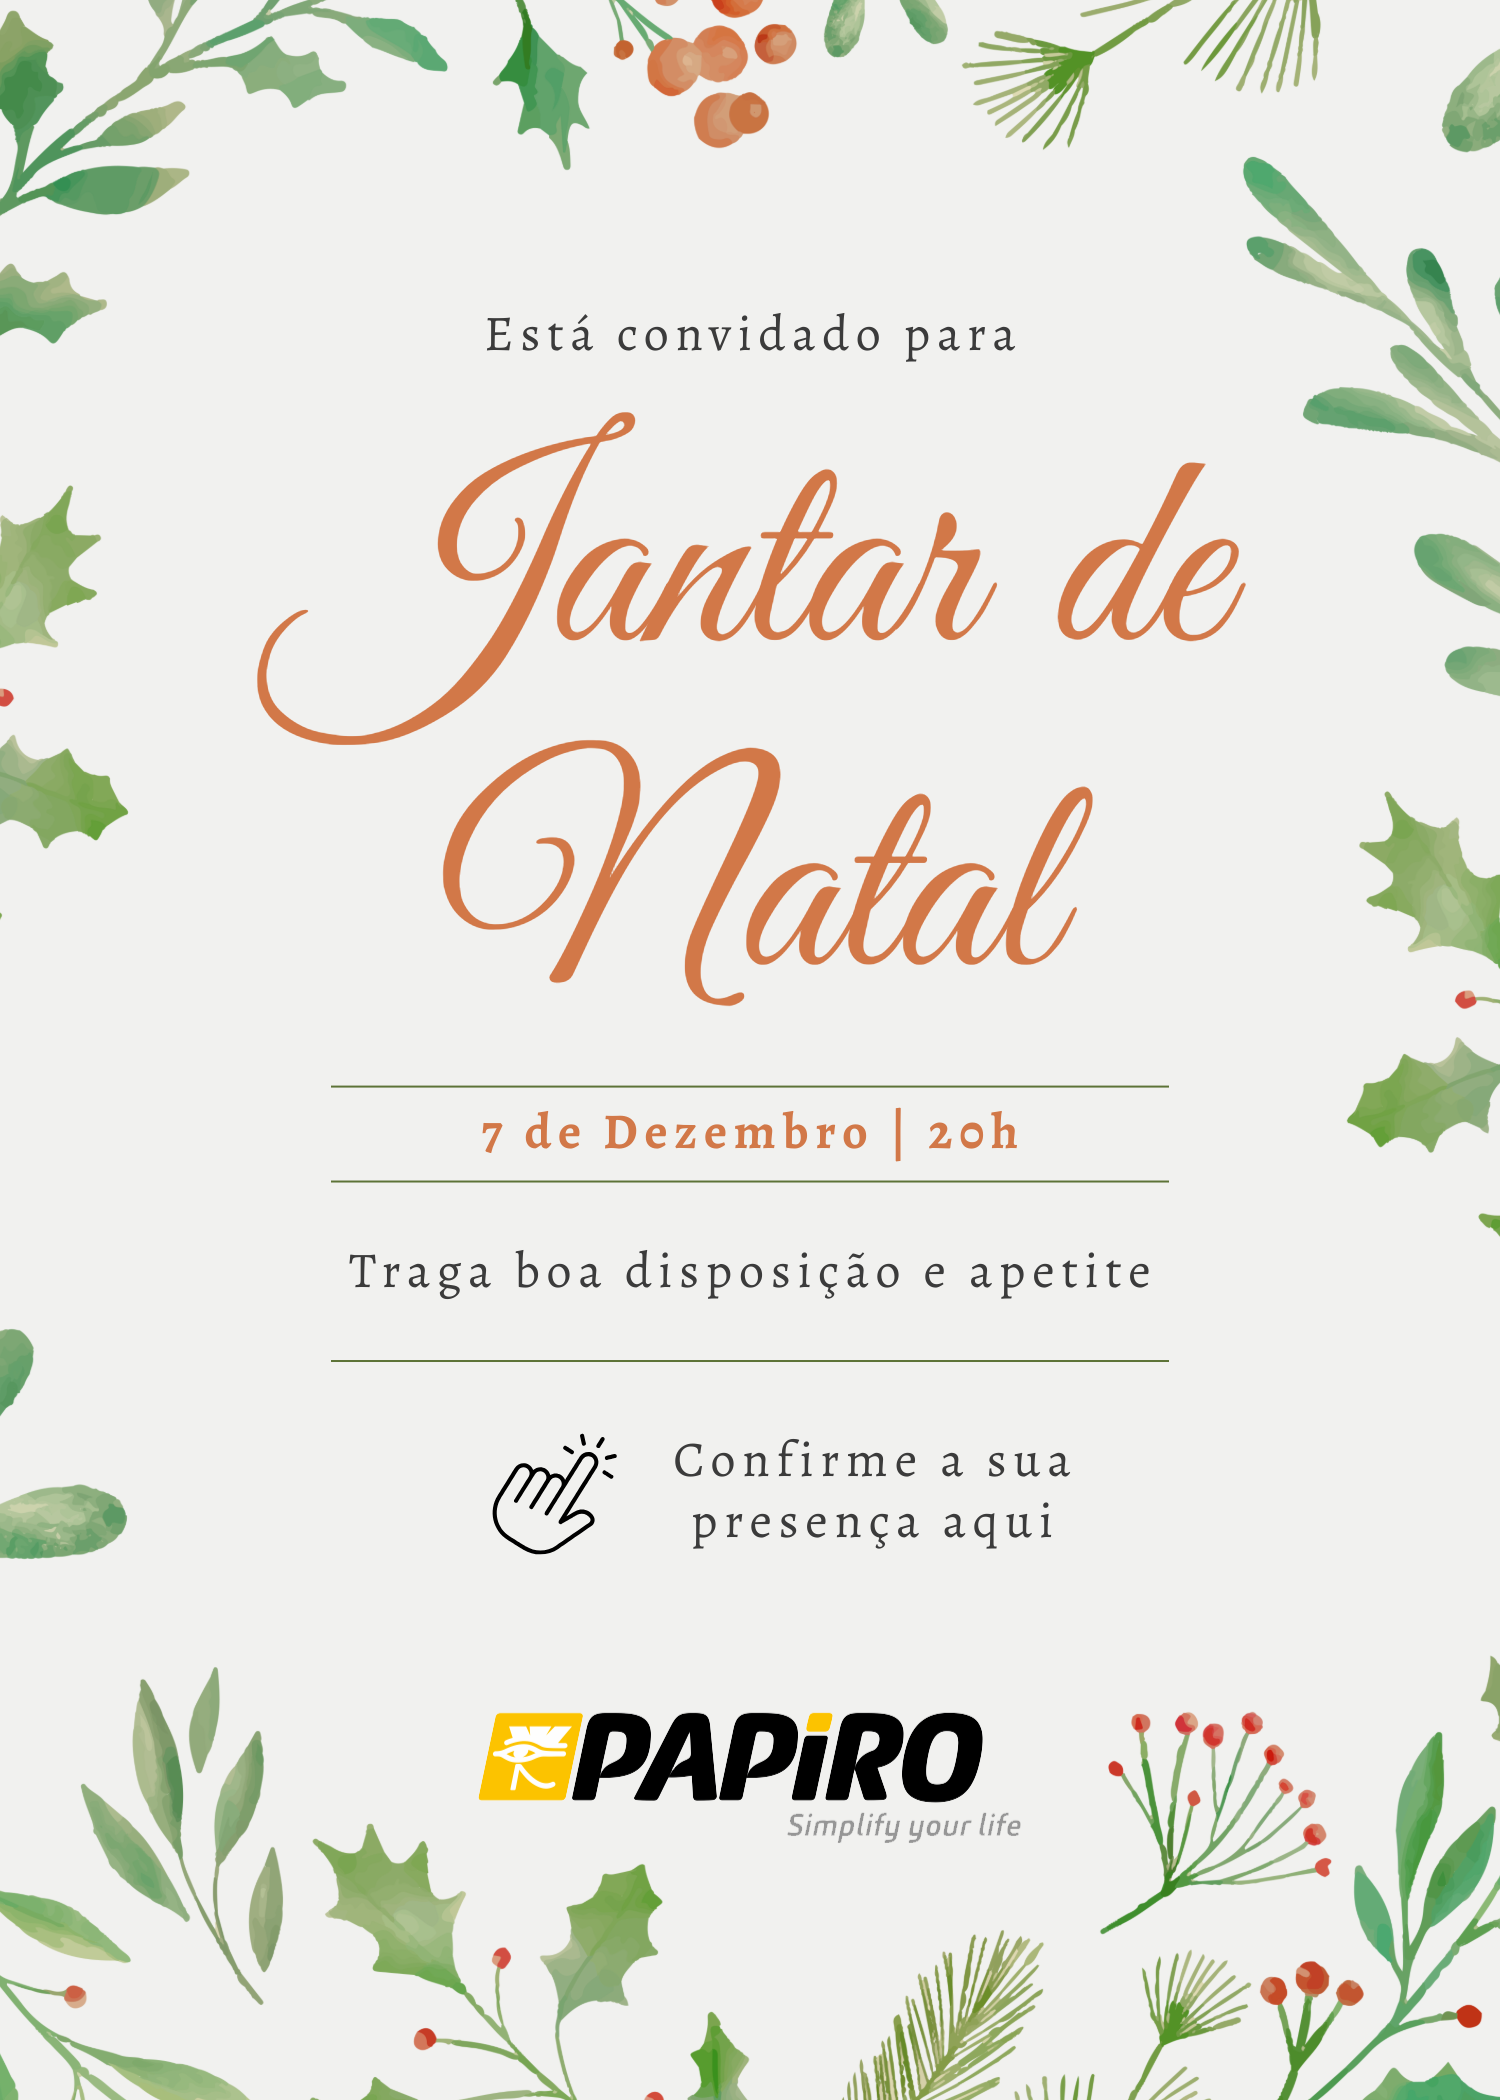 Está convidado para
Jantar de
Natal
7 de Dezembro | 20h
Traga boa disposição e apetite
Confirme a sua
presença aqui
PAPiRO
Simplify your life